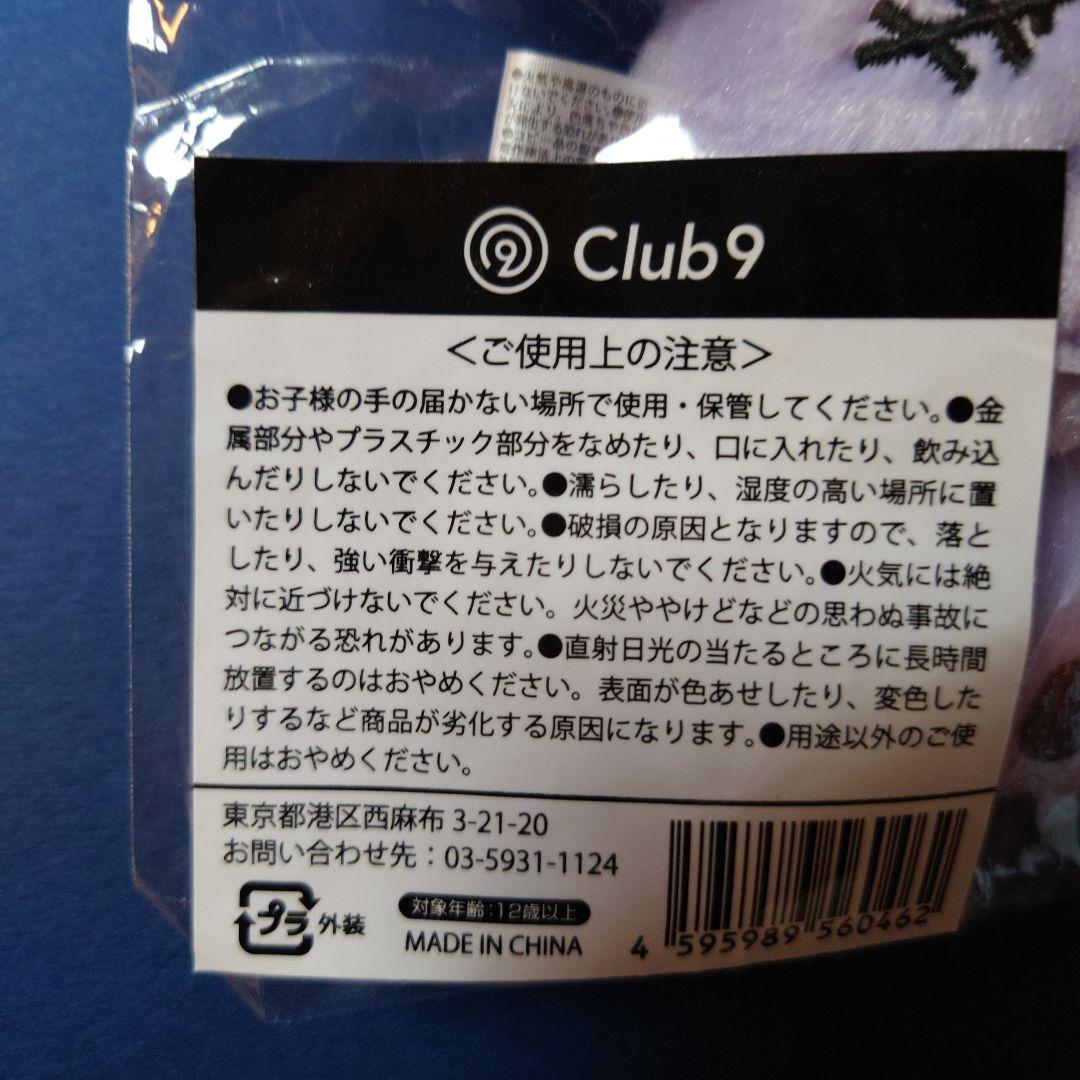 ●火気や高温のものに近
Club9
＜ご使用上の注意＞
●お子様の手の届かない場所で使用・保管してください。●金
属部分やプラスチック部分をなめたり、口に入れたり、飲み込
んだりしないでください。●濡らしたり、湿度の高い場所に置
いたりしないでください。●破損の原因となりますので、落と
したり、強い衝撃を与えたりしないでください。●火気には絶
対に近づけないでください。火災ややけどなどの思わぬ事故に
つながる恐れがあります。●直射日光の当たるところに長時間
放置するのはおやめください。表面が色あせしたり、変色した
りするなど商品が劣化する原因になります。●用途以外のご使
用はおやめください。
東京都港区西麻布 3-21-20
お問い合わせ先：03-5931-1124
プラ 外装
対象年齢：12歳以上
MADE IN CHINA
4 595989 560462